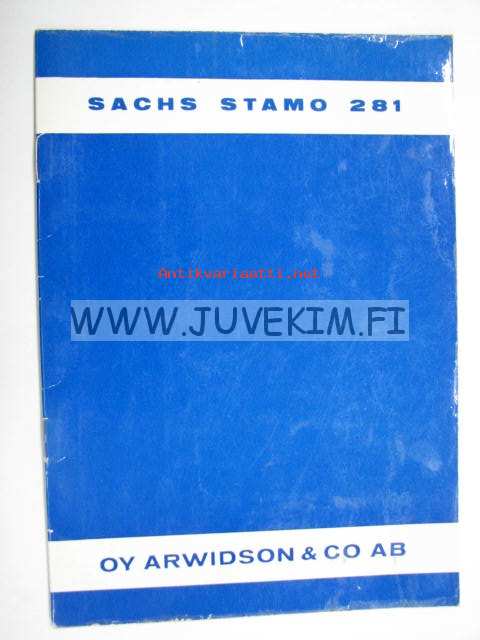 SACHS STAMO 281
Antikvariaatti.net
WWW.JUVEKIM.FI
OY ARWIDSON & CO AB